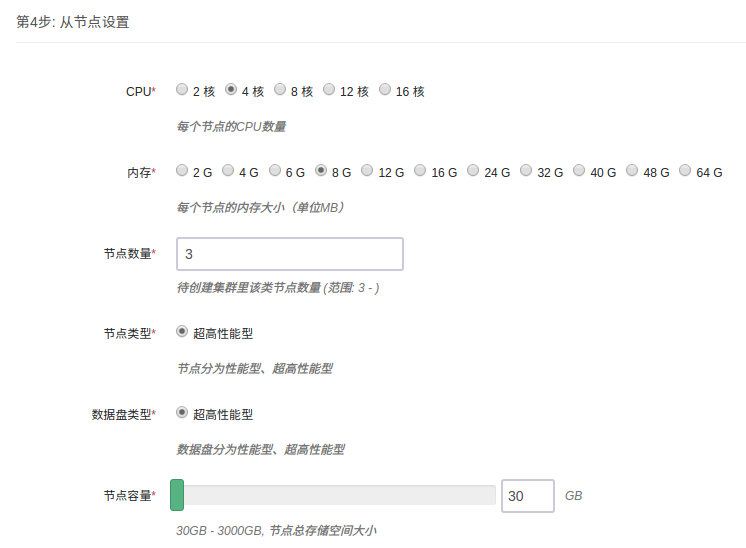 第4步: 从节点设置
CPU* 2 核 4 核 8 核 12 核 16 核
每个节点的CPU数量
内存* 2 G 4 G 6 G 8 G 12 G 16 G 24 G 32 G 40 G 48 G 64 G
每个节点的内存大小（单位MB）
节点数量* 3
待创建集群里该类节点数量 (范围: 3 - )
节点类型* 超高性能型
节点分为性能型、超高性能型
数据盘类型* 超高性能型
数据盘分为性能型、超高性能型
节点容量* 30 GB
30GB - 3000GB, 节点总存储空间大小